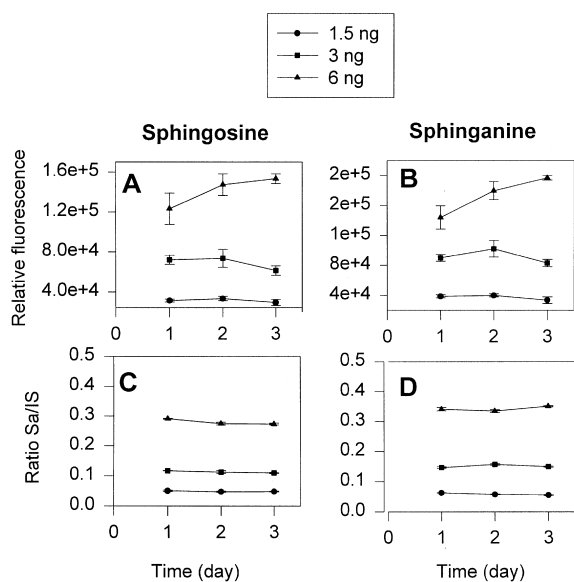 1.5 ng
3 ng
6 ng
Sphingosine
Sphinganine
Relative fluorescence
A
1.6e+5
1.2e+5
8.0e+4
4.0e+4
0 1 2 3
B
2e+5
2e+5
1e+5
8e+4
4e+4
0 1 2 3
Ratio Sa/IS
C
0.5
0.4
0.3
0.2
0.1
0.0
0 1 2 3
Time (day)
D
0.5
0.4
0.3
0.2
0.1
0.0
0 1 2 3
Time (day)